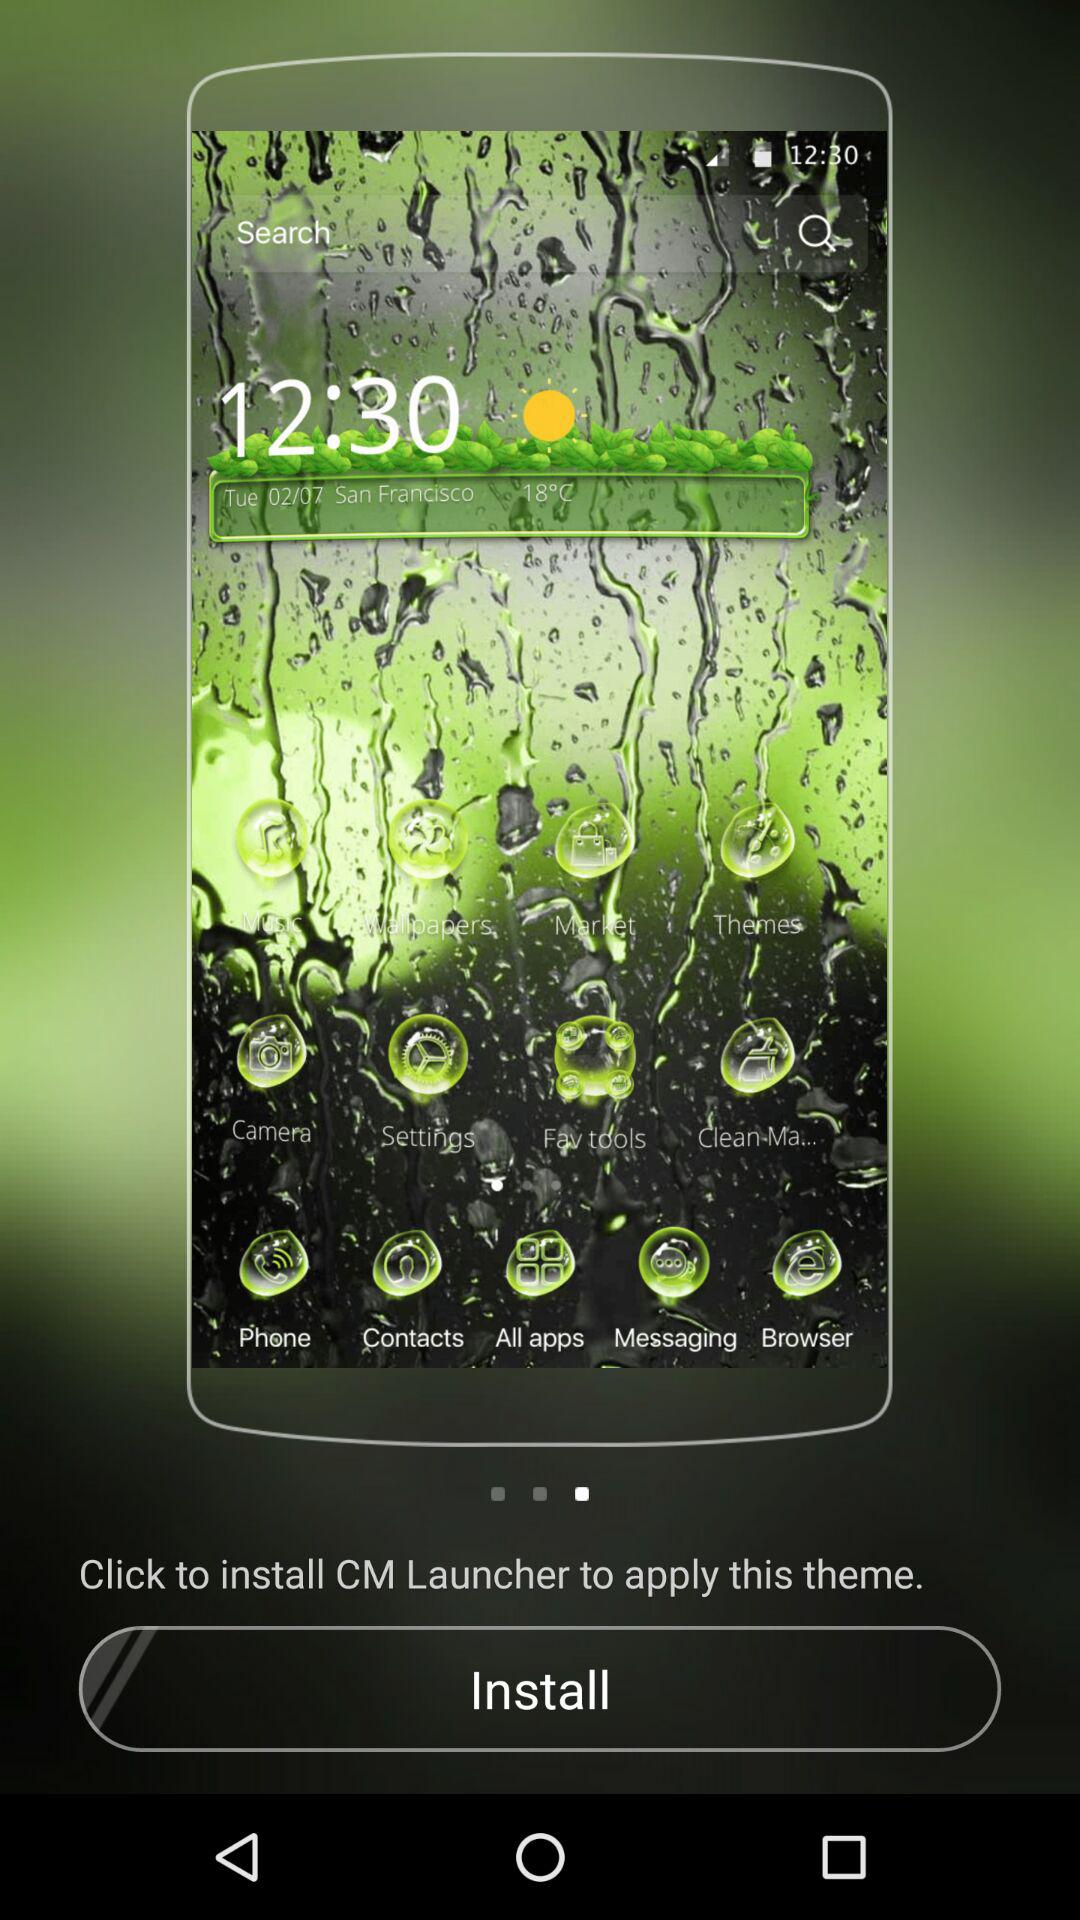 12:30
Search
12:30
Tue 02/07 San Francisco 18°C
Music Wallpapers Market Themes
Camera Settings Fav tools Clean Ma...
Phone Contacts All apps Messaging Browser
Click to install CM Launcher to apply this theme.
Install